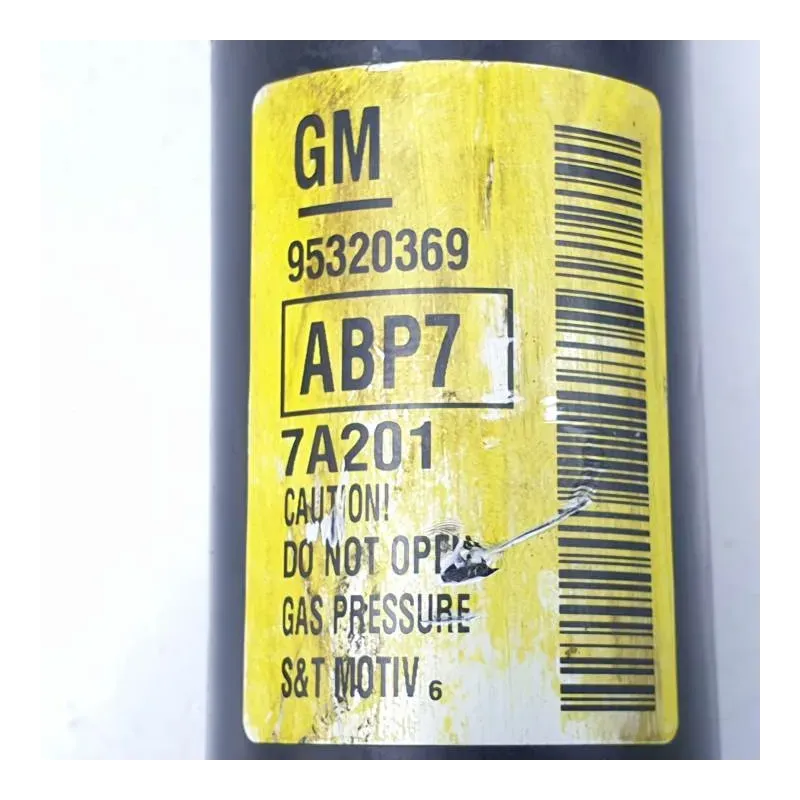 GM
95320369
ABP7
7A201
CAUTION!
DO NOT OPEN
GAS PRESSURE
S&T MOTIV 6